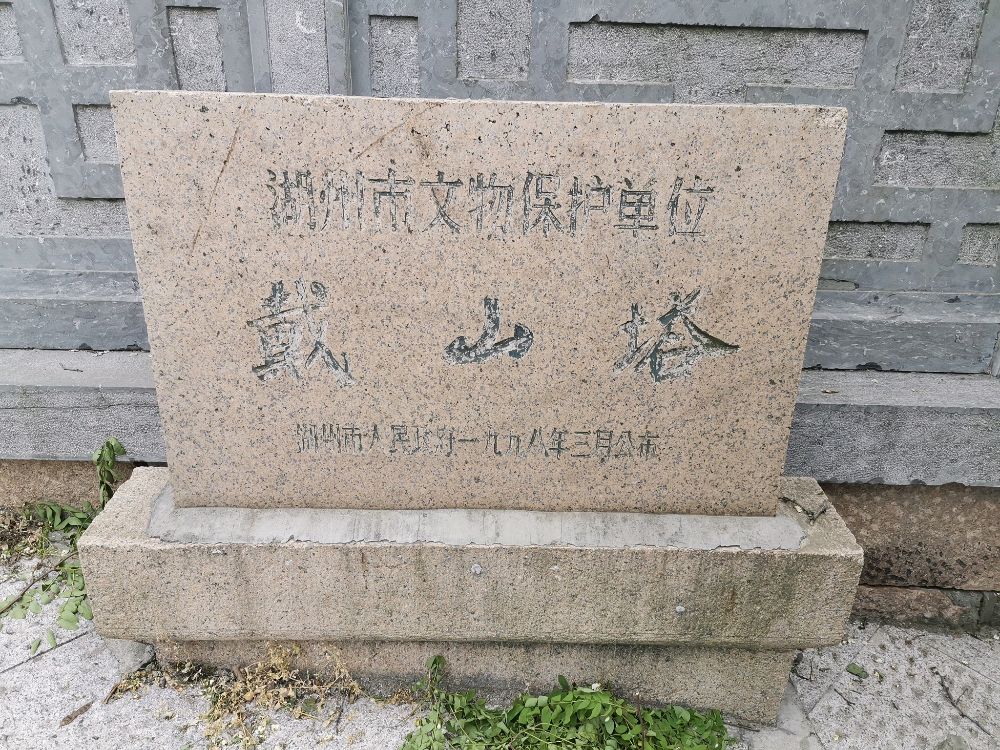 湖州市文物保护单位
戴山塔
湖州市人民政府一九九八年三月公布